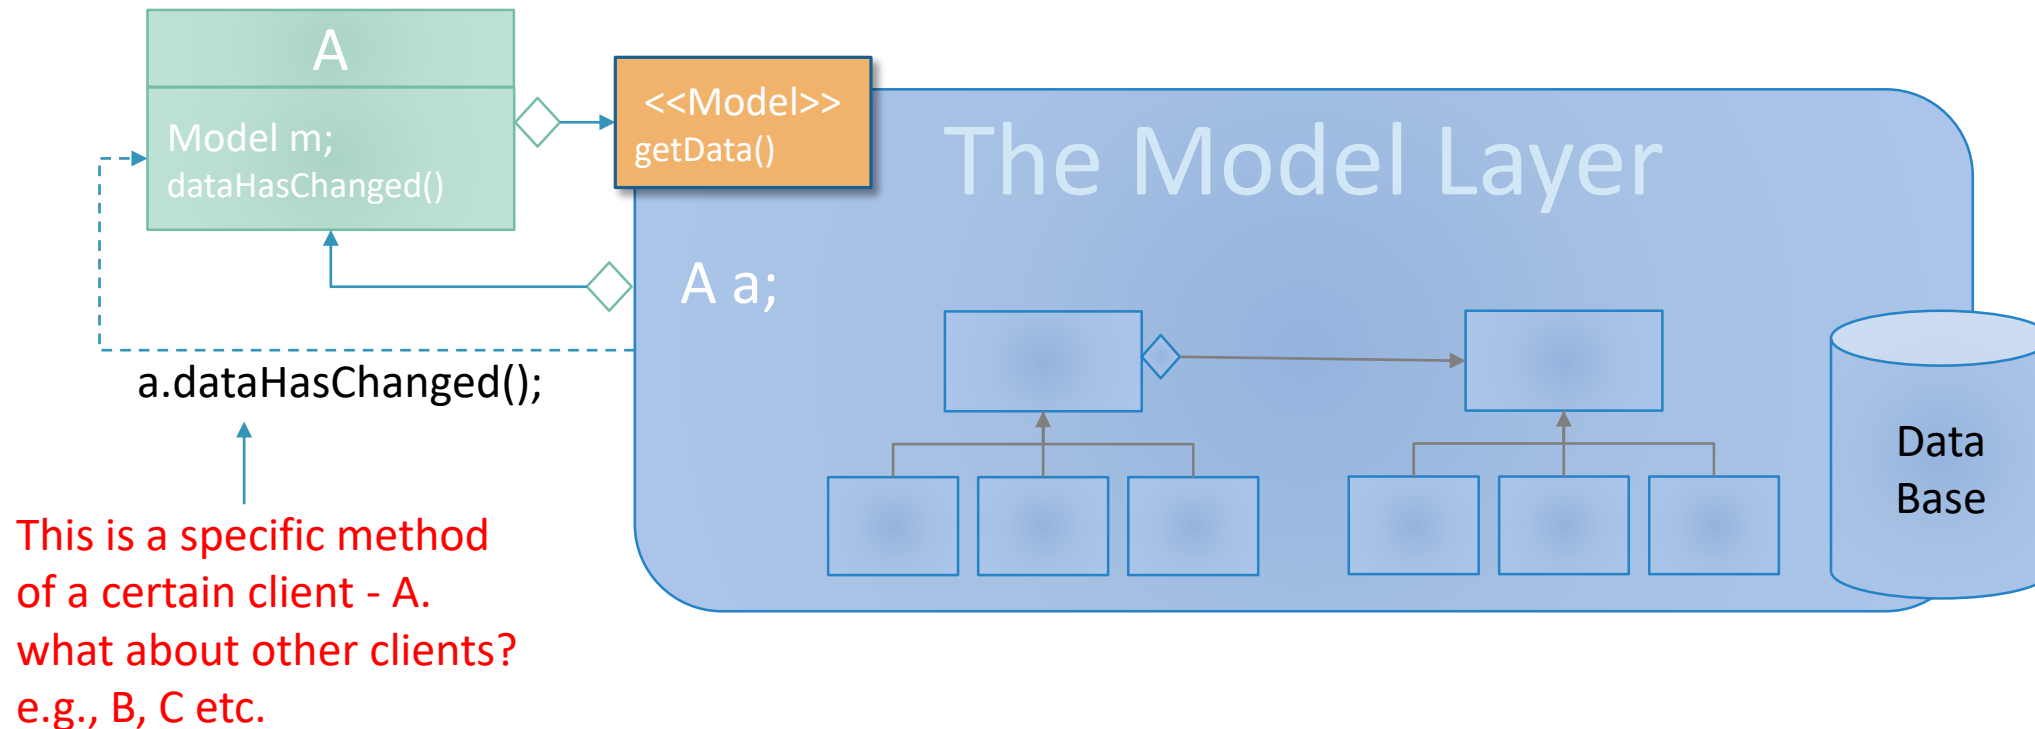 A
Model m;
dataHasChanged()
<<Model>>
getData()
The Model Layer
A a;
a.dataHasChanged();
This is a specific method
of a certain client - A.
what about other clients?
e.g., B, C etc.
Data
Base